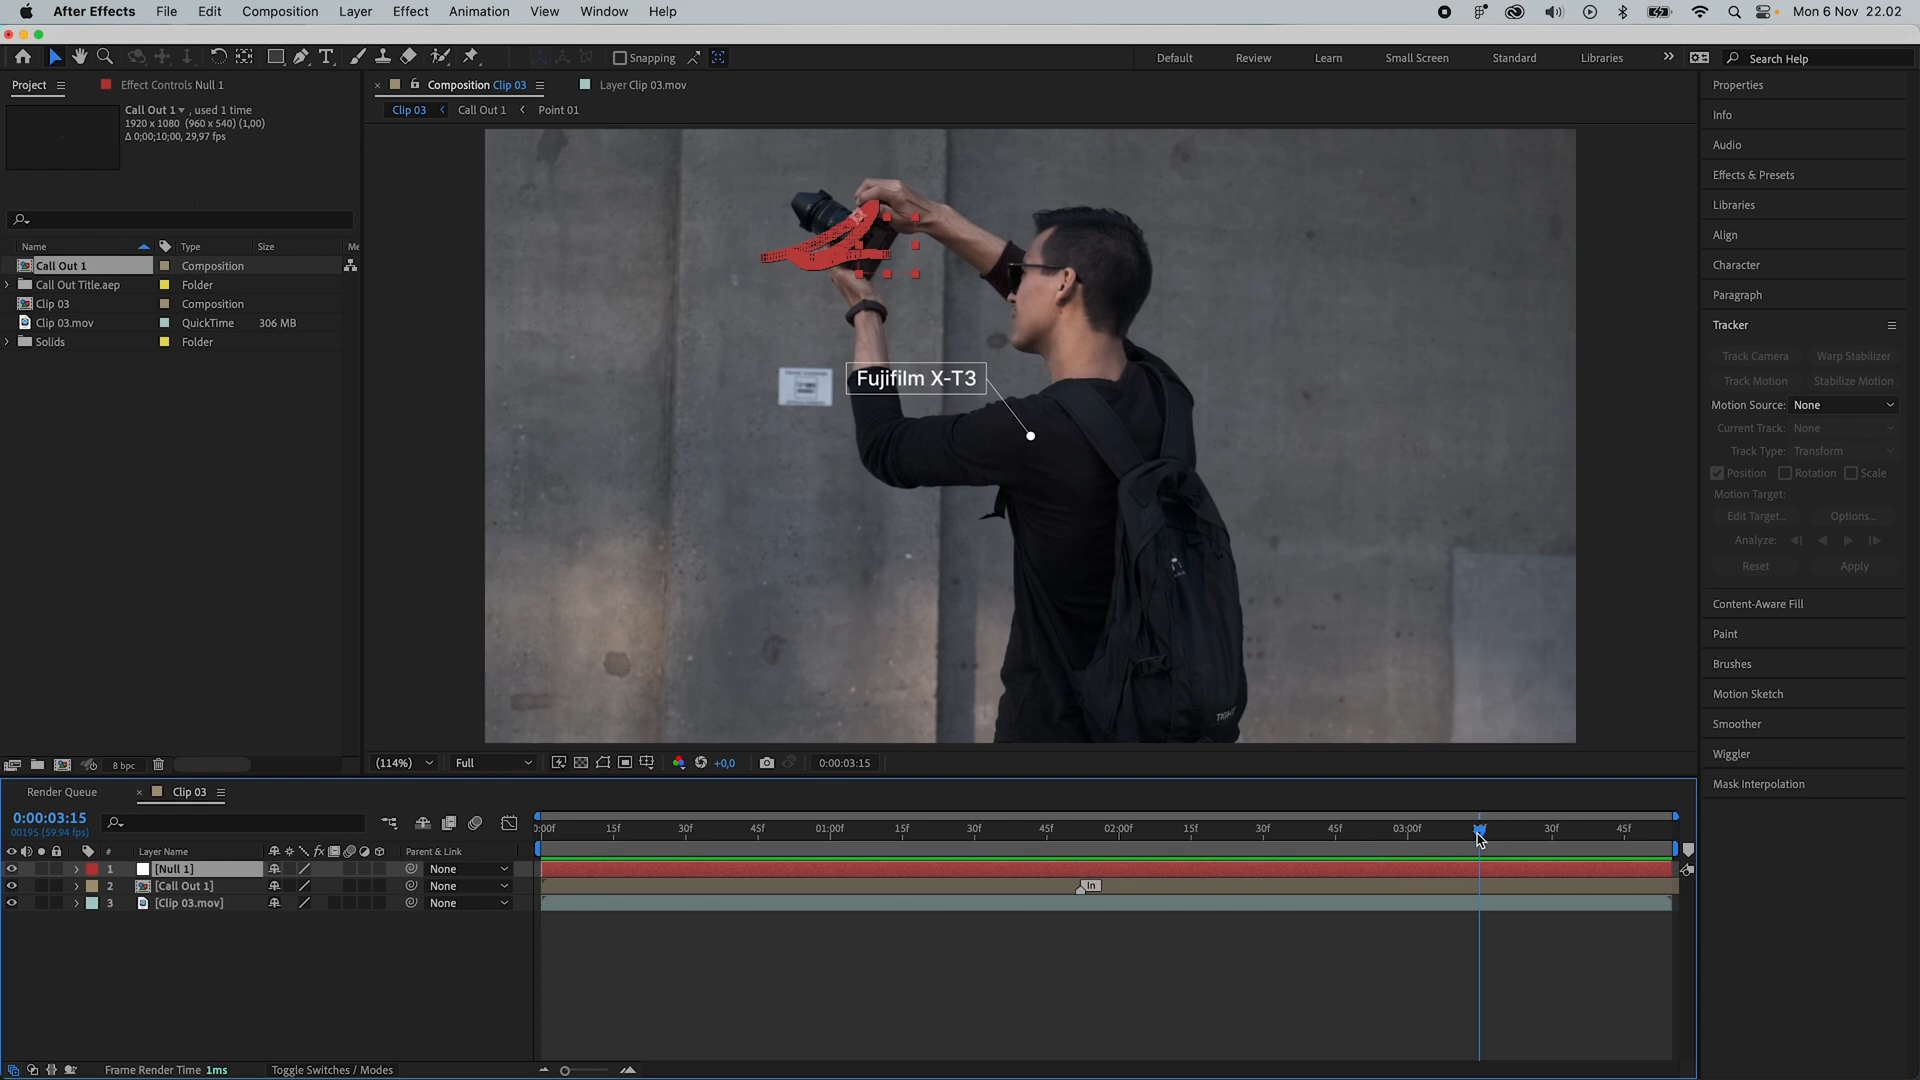 After Effects File Edit Composition Layer Effect Animation View Window Help Mon 6 Nov 22.02
Snapping Default Review Learn Small Screen Standard Libraries Search Help
Project Effect Controls Null 1
Composition Clip 03 Layer Clip 03.mov
Clip 03 Call Out 1 Point 01
Call Out 1 , used 1 time
1920 x 1080 (960 x 540) (1,00)
Δ 0;00;10;00, 29,97 fps
Name Type Size Me
Call Out 1 Composition
Call Out Title.aep Folder
Clip 03 Composition
Clip 03.mov QuickTime 306 MB
Solids Folder
8 bpc
Fujifilm X-T3
(114%) Full +0,0 0:00:03:15
Properties
Info
Audio
Effects & Presets
Libraries
Align
Character
Paragraph
Tracker
Track Camera Warp Stabilizer
Track Motion Stabilize Motion
Motion Source: None
Current Track: None
Track Type: Transform
Position Rotation Scale
Motion Target:
Edit Target... Options...
Analyze:
Reset Apply
Content-Aware Fill
Paint
Brushes
Motion Sketch
Smoother
Wiggler
Mask Interpolation
Render Queue Clip 03
0:00:03:15
00195 (59.94 fps)
:00f 15f 30f 45f 01:00f 15f 30f 45f 02:00f 15f 30f 45f 03:00f 30f 45f
# Layer Name fx Parent & Link
1 [Null 1] None
2 [Call Out 1] None In
3 [Clip 03.mov] None
Frame Render Time 1ms Toggle Switches / Modes